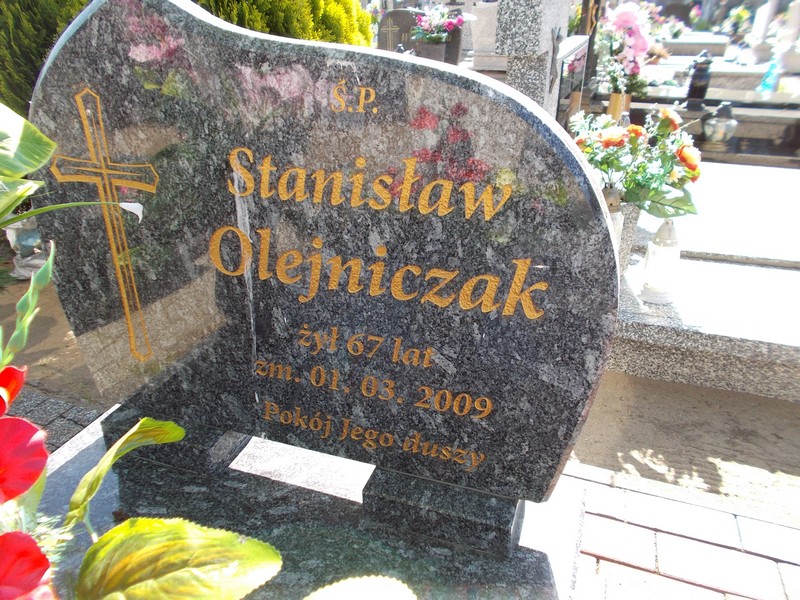 Ś.P.
Stanisław
Olejniczak
żył 67 lat
zm. 01. 03. 2009
Pokój Jego duszy